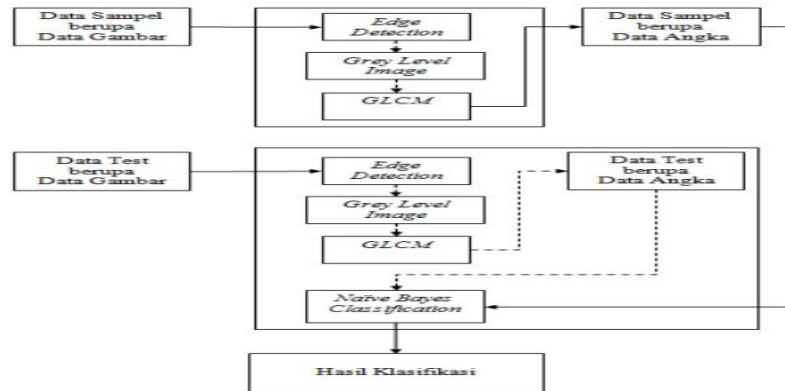 Data Sampel
berupa
Data Gambar
Edge
Detection
Grey Level
Image
GLCM
Data Sampel
berupa
Data Angka
Data Test
berupa
Data Gambar
Edge
Detection
Grey Level
Image
GLCM
Data Test
berupa
Data Angka
Naïve Bayes
Classification
Hasil Klasifikasi